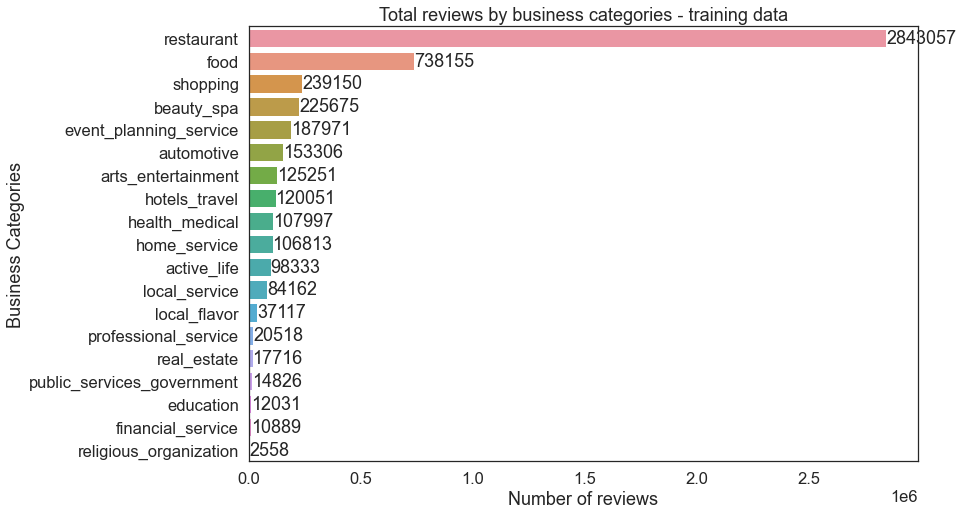 Total reviews by business categories - training data
Business Categories
restaurant 2843057
food 738155
shopping 239150
beauty_spa 225675
event_planning_service 187971
automotive 153306
arts_entertainment 125251
hotels_travel 120051
health_medical 107997
home_service 106813
active_life 98333
local_service 84162
local_flavor 37117
professional_service 20518
real_estate 17716
public_services_government 14826
education 12031
financial_service 10889
religious_organization 2558
0.0 0.5 1.0 1.5 2.0 2.5
1e6
Number of reviews